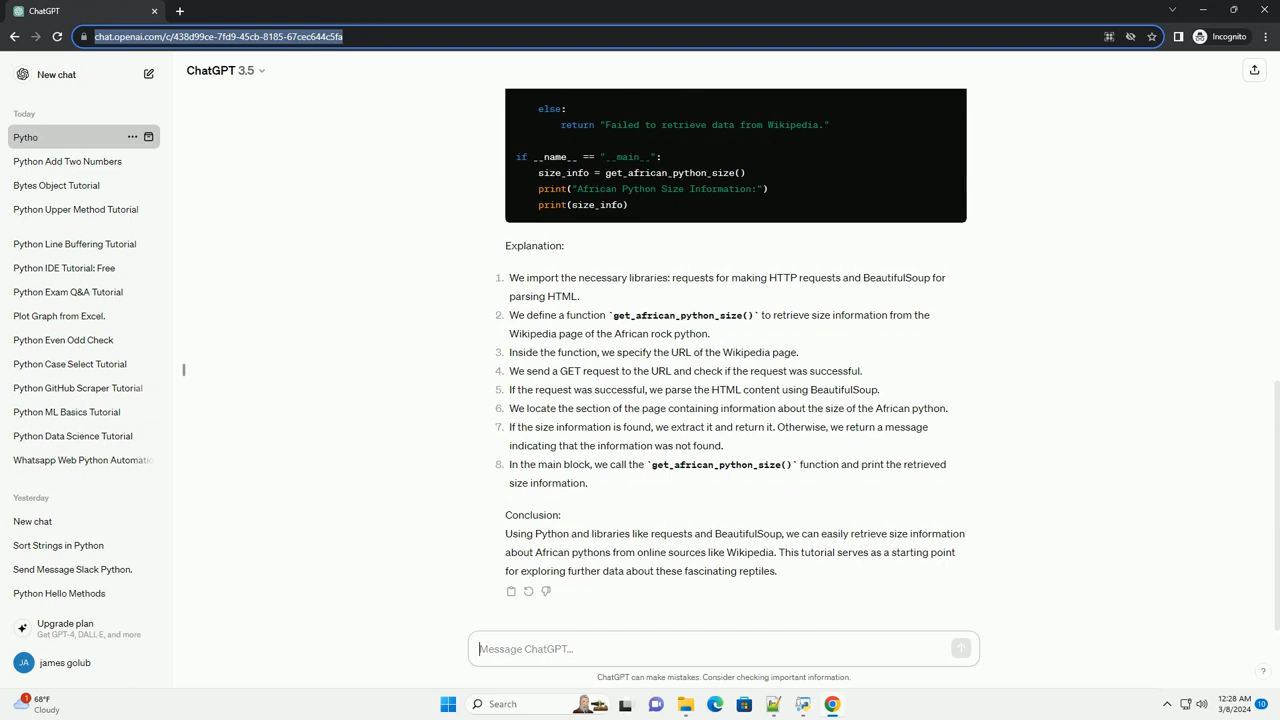 ChatGPT
chat.openai.com/c/438d99ce-7fd9-45cb-8185-67cec644c5fa
Incognito
New chat
ChatGPT 3.5
Today
Pytho
Python Add Two Numbers
Bytes Object Tutorial
Python Upper Method Tutorial
Python Line Buffering Tutorial
Python IDE Tutorial: Free
Python Exam Q&A Tutorial
Plot Graph from Excel.
Python Even Odd Check
Python Case Select Tutorial
Python GitHub Scraper Tutorial
Python ML Basics Tutorial
Python Data Science Tutorial
Whatsapp Web Python Automatio
Yesterday
New chat
Sort Strings in Python
Send Message Slack Python.
Python Hello Methods
Upgrade plan
Get GPT-4, DALL·E, and more
JA james golub
else:
return "Failed to retrieve data from Wikipedia."
if __name__ == "__main__":
size_info = get_african_python_size()
print("African Python Size Information:")
print(size_info)
Explanation:
1. We import the necessary libraries: requests for making HTTP requests and BeautifulSoup for
parsing HTML.
2. We define a function `get_african_python_size()` to retrieve size information from the
Wikipedia page of the African rock python.
3. Inside the function, we specify the URL of the Wikipedia page.
4. We send a GET request to the URL and check if the request was successful.
5. If the request was successful, we parse the HTML content using BeautifulSoup.
6. We locate the section of the page containing information about the size of the African python.
7. If the size information is found, we extract it and return it. Otherwise, we return a message
indicating that the information was not found.
8. In the main block, we call the `get_african_python_size()` function and print the retrieved
size information.
Conclusion:
Using Python and libraries like requests and BeautifulSoup, we can easily retrieve size information
about African pythons from online sources like Wikipedia. This tutorial serves as a starting point
for exploring further data about these fascinating reptiles.
Message ChatGPT...
ChatGPT can make mistakes. Consider checking important information.
?
1
68°F
Cloudy
Search
12:28 AM
3/8/2024
10